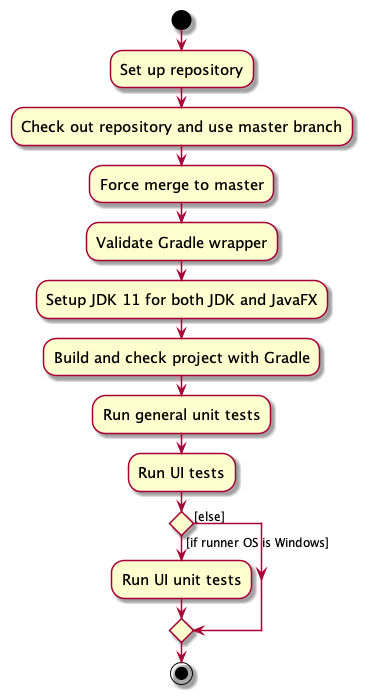 Set up repository
Check out repository and use master branch
Force merge to master
Validate Gradle wrapper
Setup JDK 11 for both JDK and JavaFX
Build and check project with Gradle
Run general unit tests
Run UI tests
[else]
[if runner OS is Windows]
Run UI unit tests